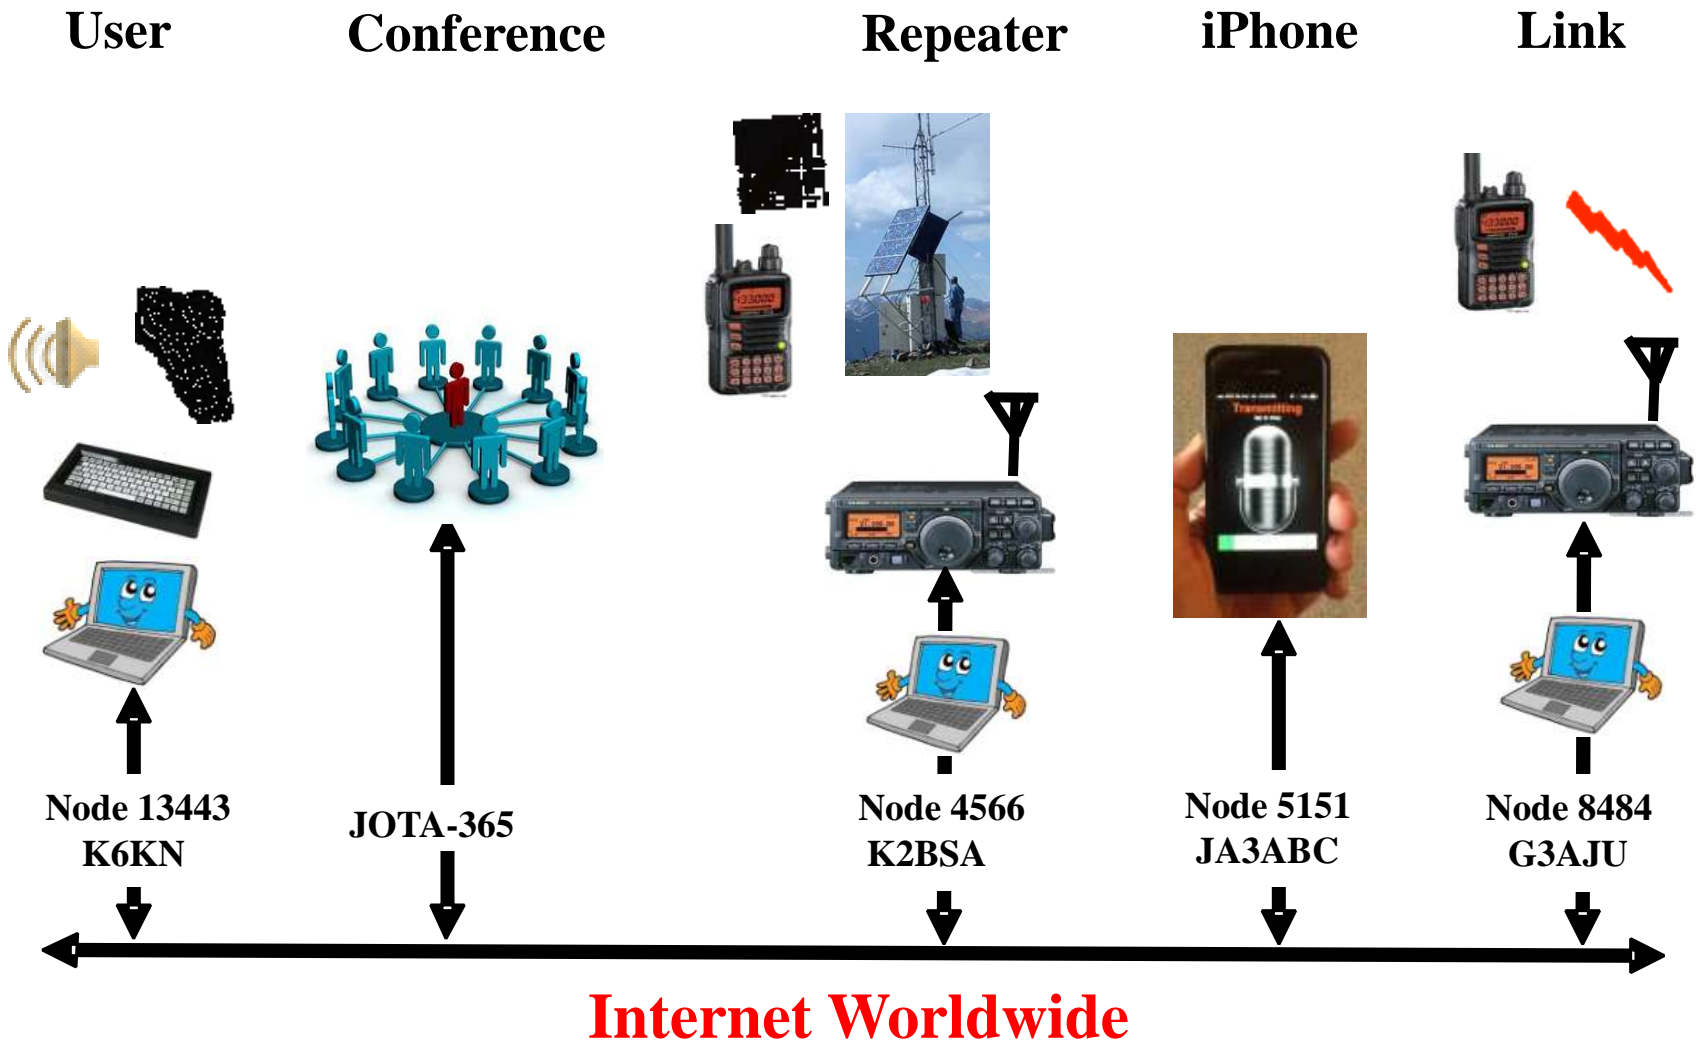 User
Conference
Repeater
iPhone
Link
Transmitting
Node 13443
K6KN
JOTA-365
Node 4566
K2BSA
Node 5151
JA3ABC
Node 8484
G3AJU
Internet Worldwide